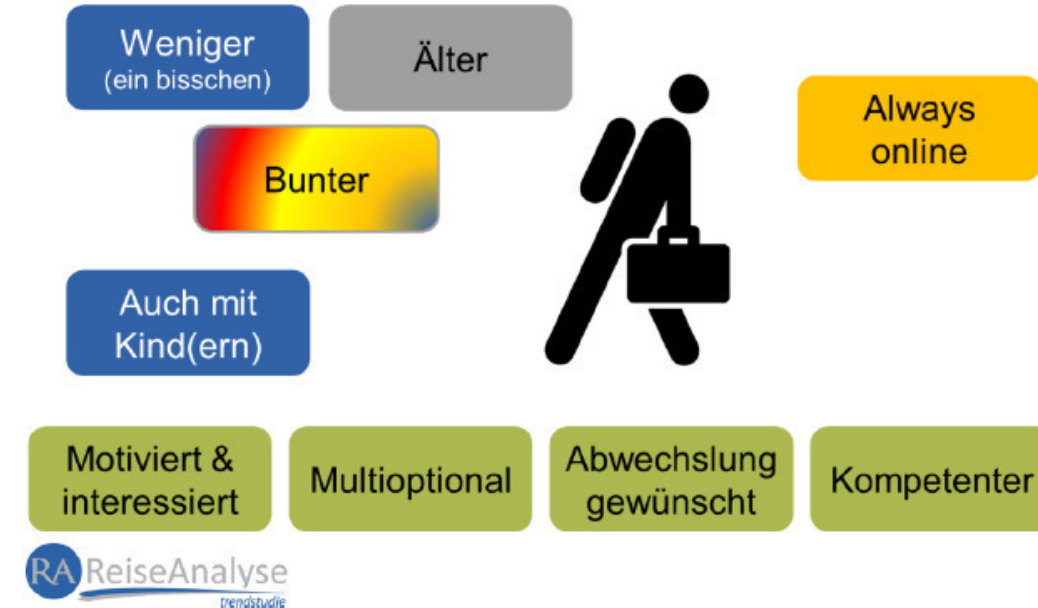 Weniger
(ein bisschen)
Älter
Bunter
Always
online
Auch mit
Kind(ern)
Motiviert &
interessiert
Multioptional
Abwechslung
gewünscht
Kompetenter
RA ReiseAnalyse
trendstudie